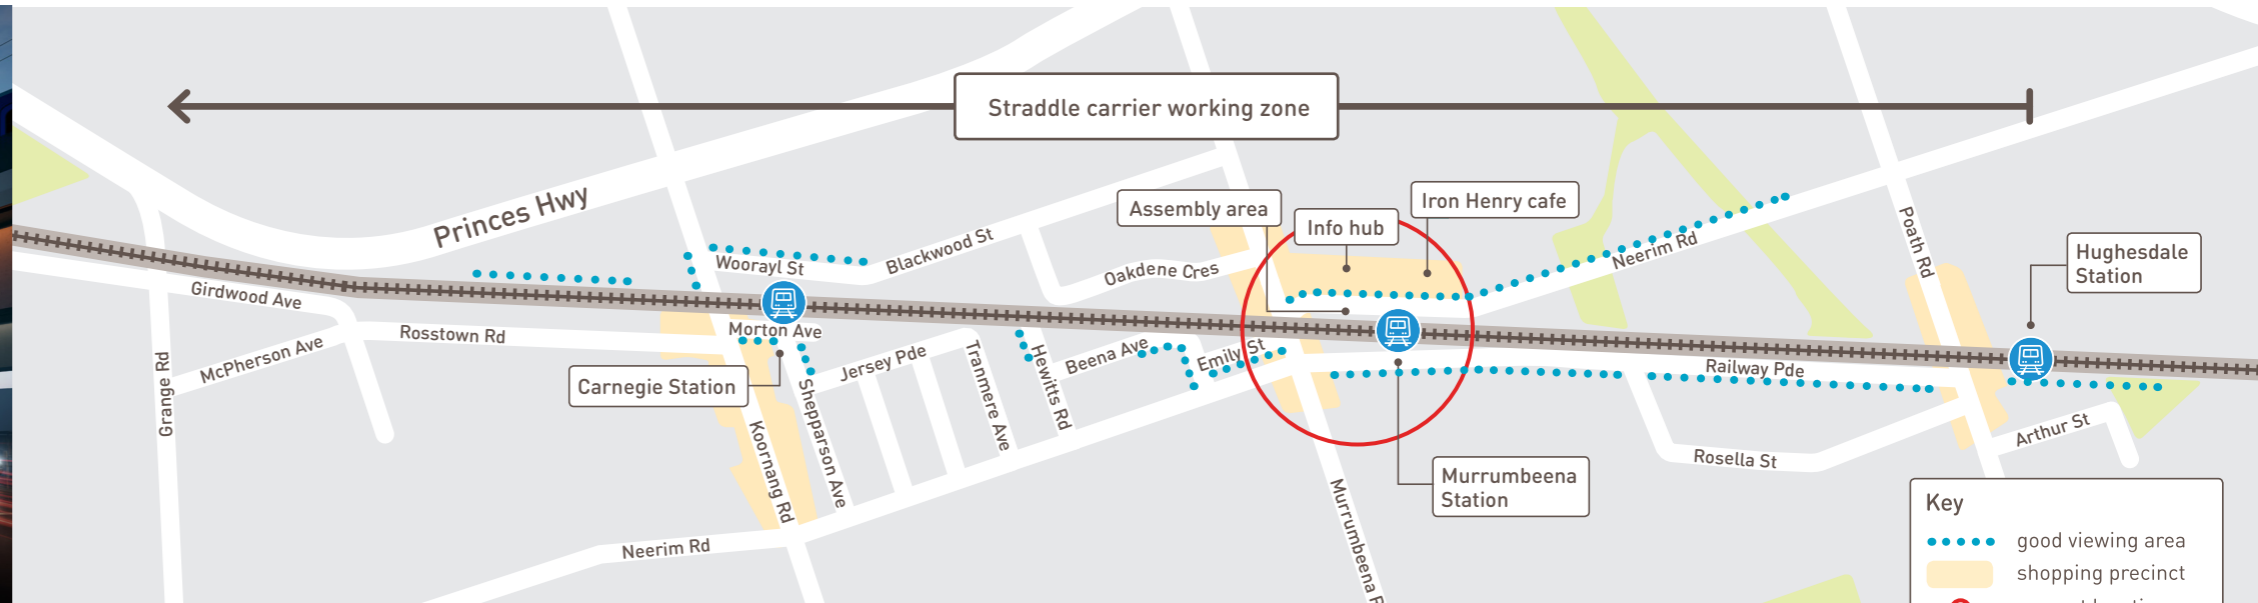 Straddle carrier working zone
Princes Hwy
Assembly area
Info hub
Iron Henry cafe
Hughesdale
Station
Poath Rd
Neerim Rd
Blackwood St
Woorayl St
Oakdene Cres
Girdwood Ave
Rosstown Rd
McPherson Ave
Grange Rd
Morton Ave
Carnegie Station
Koornang Rd
Shepparson Ave
Jersey Pde
Tranmere Ave
Hewitts Rd
Beena Ave
Emily St
Railway Pde
Rosella St
Arthur St
Murrumbeena
Station
Murrumbeena
Neerim Rd
Key
good viewing area
shopping precinct